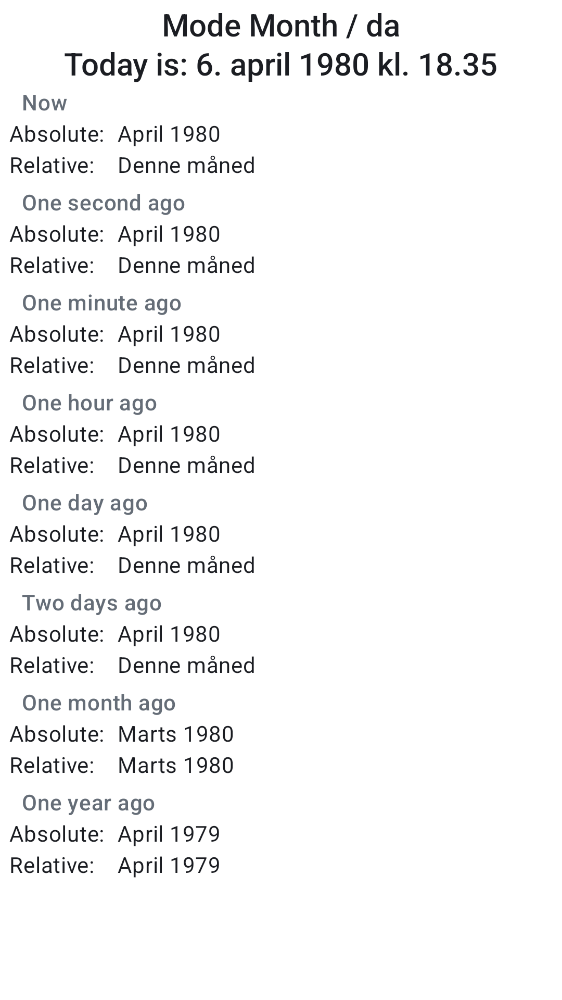 Mode Month / da
Today is: 6. april 1980 kl. 18.35
Now
Absolute: April 1980
Relative: Denne måned
One second ago
Absolute: April 1980
Relative: Denne måned
One minute ago
Absolute: April 1980
Relative: Denne måned
One hour ago
Absolute: April 1980
Relative: Denne måned
One day ago
Absolute: April 1980
Relative: Denne måned
Two days ago
Absolute: April 1980
Relative: Denne måned
One month ago
Absolute: Marts 1980
Relative: Marts 1980
One year ago
Absolute: April 1979
Relative: April 1979